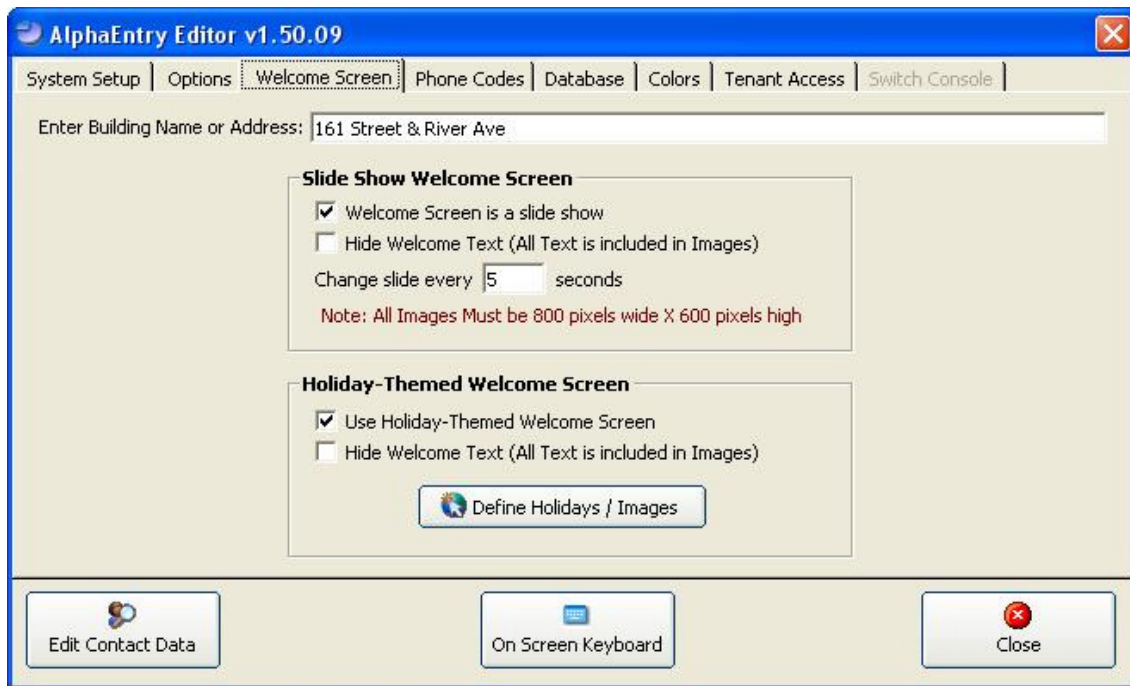 AlphaEntry Editor v1.50.09
System Setup Options Welcome Screen Phone Codes Database Colors Tenant Access Switch Console
Enter Building Name or Address: 161 Street & River Ave
Slide Show Welcome Screen
Welcome Screen is a slide show
Hide Welcome Text (All Text is included in Images)
Change slide every 5 seconds
Note: All Images Must be 800 pixels wide X 600 pixels high
Holiday-Themed Welcome Screen
Use Holiday-Themed Welcome Screen
Hide Welcome Text (All Text is included in Images)
Define Holidays / Images
Edit Contact Data On Screen Keyboard Close